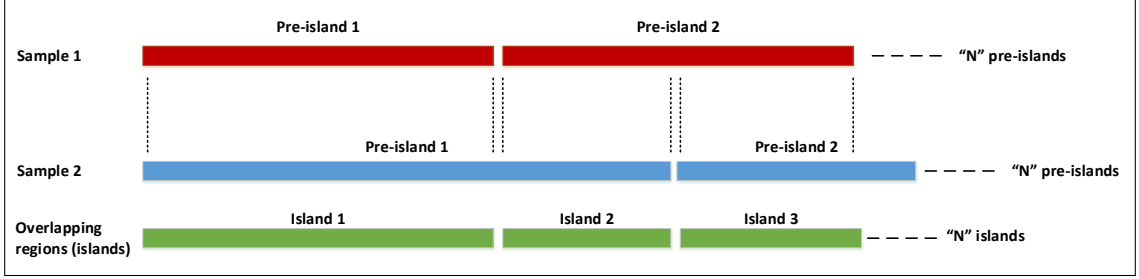 Pre-island 1
Pre-island 2
Sample 1
“N” pre-islands
Pre-island 1
Pre-island 2
Sample 2
“N” pre-islands
Island 1
Island 2
Island 3
Overlapping
regions (islands)
“N” islands